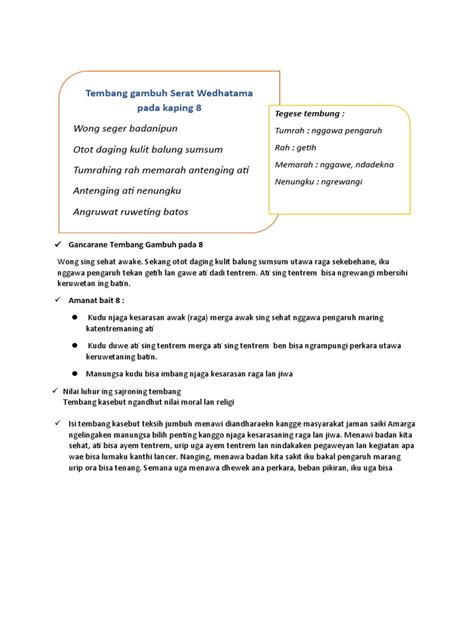 Tembang gambuh Serat Wedhatama
pada kaping 8
Wong seger badanipun
Otot daging kulit balung sumsum
Tumrahing rah memarah antenging ati
Antenging ati nenungku
Angruwat ruweting batos
Tegese tembung :
Tumrah : nggawa pengaruh
Rah : getih
Memarah : nggawe, ndadekna
Nenungku : ngrewangi
✓ Gancarane Tembang Gambuh pada 8
Wong sing sehat awake. Sekang otot daging kulit balung sumsum utawa raga sekebehane, iku
nggawa pengaruh tekan getih lan gawe ati dadi tentrem. Ati sing tentrem bisa ngrewangi mbersihi
keruwetan ing batin.
✓ Amanat bait 8 :
● Kudu njaga kesarasan awak (raga) merga awak sing sehat nggawa pengaruh maring
katentremaning ati
● Kudu duwe ati sing tentrem merga ati sing tentrem ben bisa ngrampungi perkara utawa
keruwetaning batin.
● Manungsa kudu bisa imbang njaga kesarasan raga lan jiwa
✓ Nilai luhur ing sajroning tembang
Tembang kasebut ngandhut nilai moral lan religi
✓ Isi tembang kasebut teksih jumbuh menawi diandharaekn kangge masyarakat jaman saiki Amarga
ngelingaken manungsa bilih penting kanggo njaga kesarasaning raga lan jiwa. Menawi badan kita
sehat, ati bisa urip ayem tentrem, urip uga ayem tentrem lan nindakaken pegaweyan lan kegiatan apa
wae bisa lumaku kanthi lancer. Nanging, menawa badan kita sakit iku bakal pengaruh marang
urip ora bisa tenang. Semana uga menawa dhewek ana perkara, beban pikiran, iku uga bisa